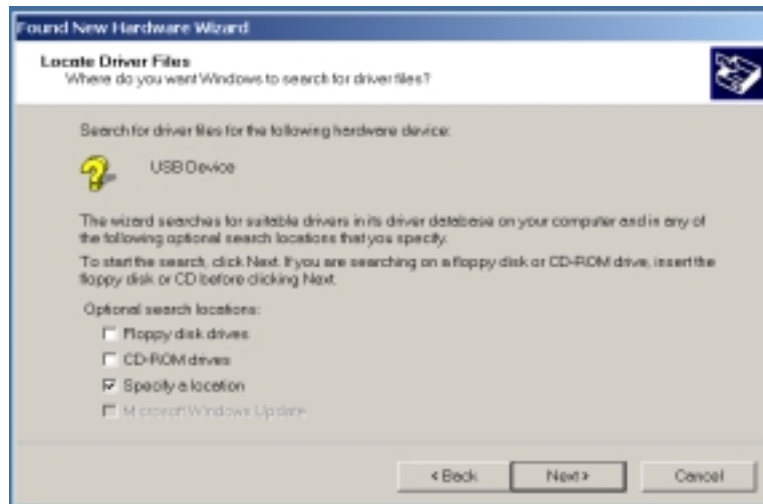 Found New Hardware Wizard
Locate Driver Files
Where do you want Windows to search for driver files?
Search for driver files for the following hardware device:
USB Device
The wizard searches for suitable drivers in its driver database on your computer and in any of
the following optional search locations that you specify.
To start the search, click Next. If you are searching on a floppy disk or CD-ROM drive, insert the
floppy disk or CD before clicking Next.
Optional search locations:
Floppy disk drives
CD-ROM drives
Specify a location
Microsoft Windows Update
< Back
Next >
Cancel